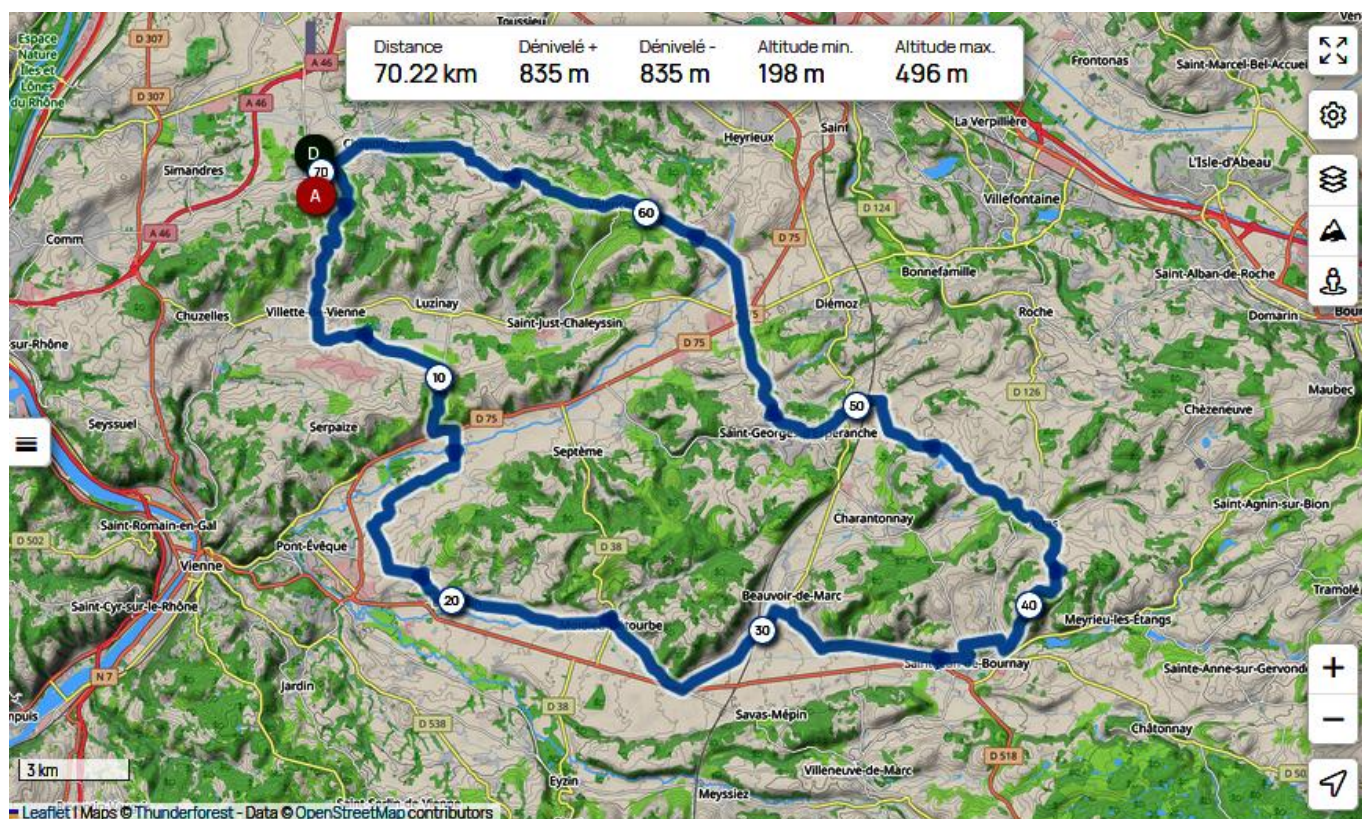 Distance
70.22 km
Dénivelé +
835 m
Dénivelé -
835 m
Altitude min.
198 m
Altitude max.
496 m
Toussieu
Espace
Naturel
Iles et
Lônes
du Rhône
D 307
A 46
Frontonas
Saint-Marcel-Bel-Accuei
D 307
A 46
La Verpillière
Heyrieux
Saint
D
70
A
Simandres
L'Isle-d'Abeau
Villefontaine
60
D 124
Comm
A 46
D 75
Bonnefamille
Saint-Alban-de-Roche
Chuzelles
Luzinay
Diémoz
Roche
Domarin
Saint-Just-Chaleyssin
sur-Rhône
D 75
10
D 126
Maubec
50
Chèzeneuve
Seyssuel
Serpaize
D 75
Septème
Saint-Agnin-sur-Bion
Saint-Romain-en-Gal
Charantonnay
D 502
Pont-Évêque
D 38
Vienne
Saint-Cyr-sur-le-Rhône
20
Beauvoir-de-Marc
40
Tramolé
Meyrieu-les-Étangs
30
N 7
Jardin
Sainte-Anne-sur-Gervond
D 538
D 38
Savas-Mépin
Châtonnay
D 518
3 km
Villeneuve-de-Marc
D 50
Eyzin
Meyssiez
Leaflet | Maps © Thunderforest - Data © OpenStreetMap contributors